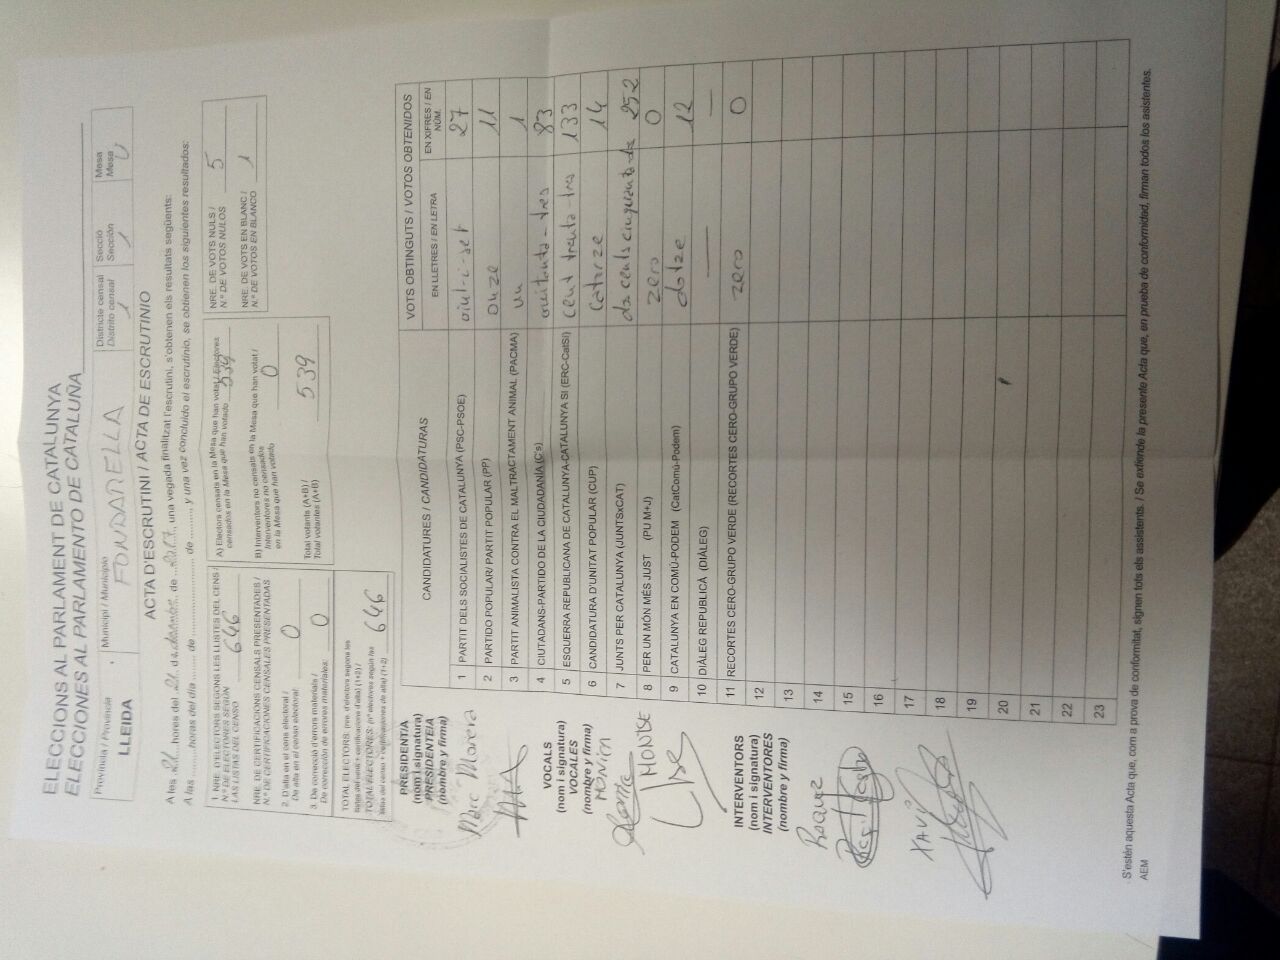 ELECCIONS AL PARLAMENT DE CATALUNYA
ELECCIONES AL PARLAMENTO DE CATALUÑA
Província / Provincia
LLEIDA
Municipi / Municipio
FONDARELLA
Districte censal
Distrito censal
1
Secció
Sección
1
Mesa
Mesa
U
ACTA D'ESCRUTINI / ACTA DE ESCRUTINIO
A les 21 hores del 21 de desembre de 2017, una vegada finalitzat l'escrutini, s'obtenen els resultats següents:
A las ......... horas del día ....... de ........................ de ........, y una vez concluido el escrutinio, se obtienen los siguientes resultados:
1. NRE. D'ELECTORS SEGONS LES LLISTES DEL CENS /
N.º DE ELECTORES SEGÚN
LAS LISTAS DEL CENSO
646
NRE. DE CERTIFICACIONS CENSALS PRESENTADES /
N.º DE CERTIFICACIONES CENSALES PRESENTADAS
2. D'alta en el cens electoral /
De alta en el censo electoral:
0
3. De correcció d'errors materials /
De corrección de errores materiales:
0
TOTAL ELECTORS: (nre. d'electors segons les
llistes del cens + certificacions d'alta) (1+2) /
TOTAL ELECTORES: (nº electores según las
listas del censo + certificaciones de alta) (1+2)
646
A) Electors censats en la Mesa que han votat / Electores
censados en la Mesa que han votado
539
B) Interventors no censats en la Mesa que han votat /
Interventores no censados
en la Mesa que han votado
0
Total votants (A+B) /
Total votantes (A+B)
539
NRE. DE VOTS NULS /
N.º DE VOTOS NULOS
5
NRE. DE VOTS EN BLANC /
N.º DE VOTOS EN BLANCO
1
PRESIDENT/A
(nom i signatura)
PRESIDENTE/A
(nombre y firma)
Marc Morera
VOCALS
(nom i signatura)
VOCALES
(nombre y firma)
MÒNICA
MONTSE
INTERVENTORS
(nom i signatura)
INTERVENTORES
(nombre y firma)
Roque
XAVI
CANDIDATURES / CANDIDATURAS
VOTS OBTINGUTS / VOTOS OBTENIDOS
EN LLETRES / EN LETRA
EN XIFRES / EN NÚM.
1 PARTIT DELS SOCIALISTES DE CATALUNYA (PSC-PSOE) vint-i-set 27
2 PARTIDO POPULAR/ PARTIT POPULAR (PP) onze 11
3 PARTIT ANIMALISTA CONTRA EL MALTRACTAMENT ANIMAL (PACMA) un 1
4 CIUTADANS-PARTIDO DE LA CIUDADANÍA (C's) vuitanta-tres 83
5 ESQUERRA REPUBLICANA DE CATALUNYA-CATALUNYA SÍ (ERC-CatSí) cent trenta-tres 133
6 CANDIDATURA D'UNITAT POPULAR (CUP) catorze 14
7 JUNTS PER CATALUNYA (JUNTSxCAT) dos cents cinquanta-dos 252
8 PER UN MÓN MÉS JUST (PU M+J) zero 0
9 CATALUNYA EN COMÚ-PODEM (CatComú-Podem) dotze 12
10 DIÀLEG REPUBLICÀ (DIÀLEG) — —
11 RECORTES CERO-GRUPO VERDE (RECORTES CERO-GRUPO VERDE) zero 0
12
13
14
15
16
17
18
19
20
21
22
23
S'estén aquesta Acta que, com a prova de conformitat, signen tots els assistents. / Se extiende la presente Acta que, en prueba de conformidad, firman todos los asistentes.
AEM